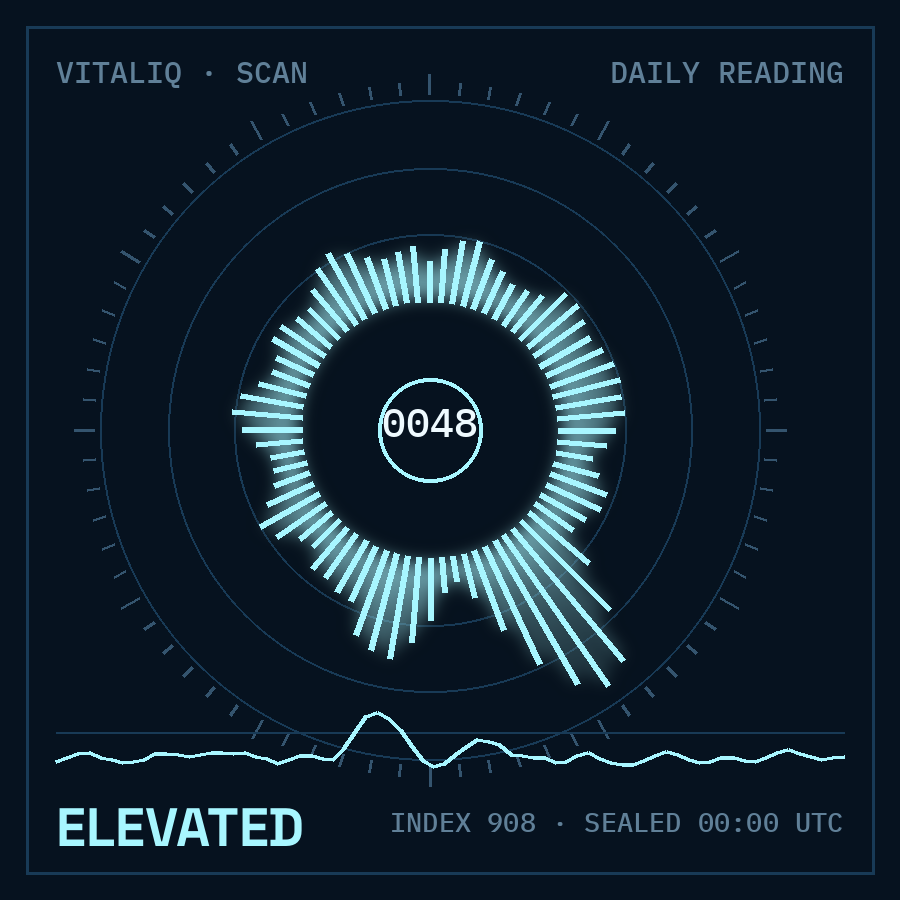 VITALIQ · SCAN
DAILY READING
0048
ELEVATED
INDEX 908 · SEALED 00:00 UTC